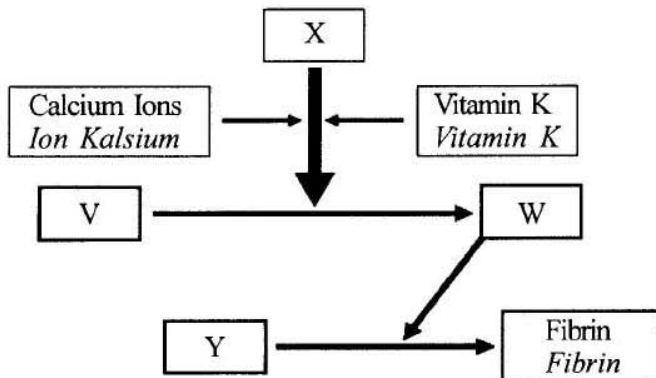 X
Calcium Ions
Ion Kalsium
Vitamin K
Vitamin K
V
W
Y
Fibrin
Fibrin